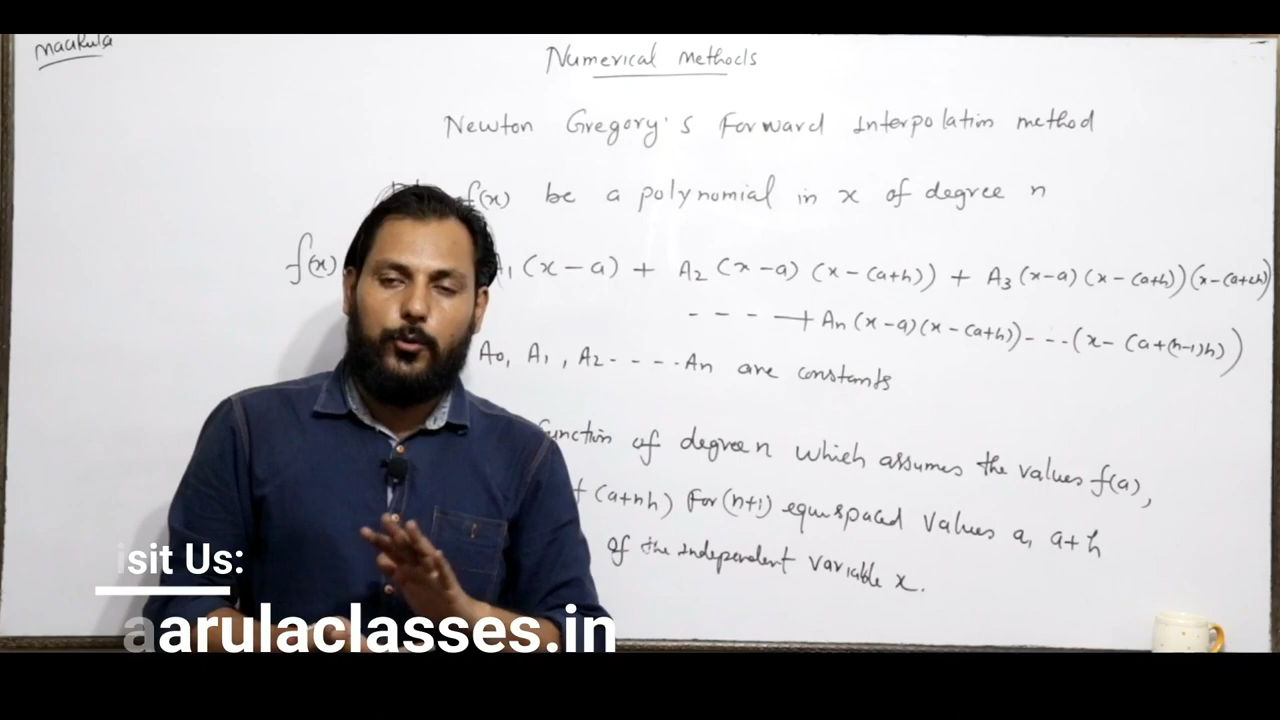 Maarula
Numerical Methods
Newton Gregory's Forward Interpolation method
f(x) be a polynomial in x of degree n
f(x) A₁(x-a) + A₂(x-a)(x-(a+h)) + A₃(x-a)(x-(a+h))(x-(a+2h)
- - - - + An(x-a)(x-(a+h))- - -(x-(a+(n-1)h))
A₀, A₁, A₂- - - -An are constants
function of degree n which assumes the values f(a),
f(a+nh) for (n+1) equispaced values a, a+h
of the independent variable x.
isit Us:
aarulaclasses.in